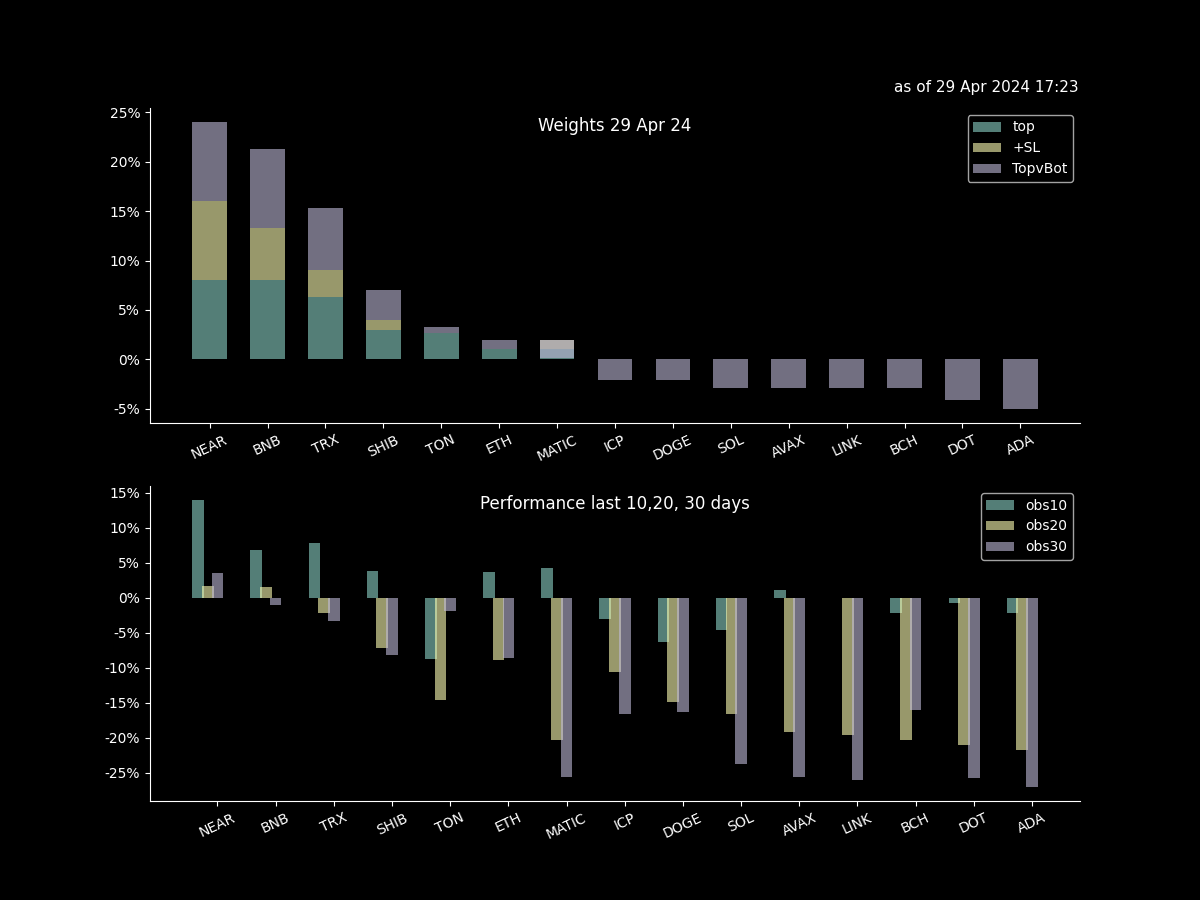 as of 29 Apr 2024 17:23
Weights 29 Apr 24
top
+SL
TopvBot
25%
20%
15%
10%
5%
0%
-5%
NEAR BNB TRX SHIB TON ETH MATIC ICP DOGE SOL AVAX LINK BCH DOT ADA
Performance last 10,20, 30 days
obs10
obs20
obs30
15%
10%
5%
0%
-5%
-10%
-15%
-20%
-25%
NEAR BNB TRX SHIB TON ETH MATIC ICP DOGE SOL AVAX LINK BCH DOT ADA